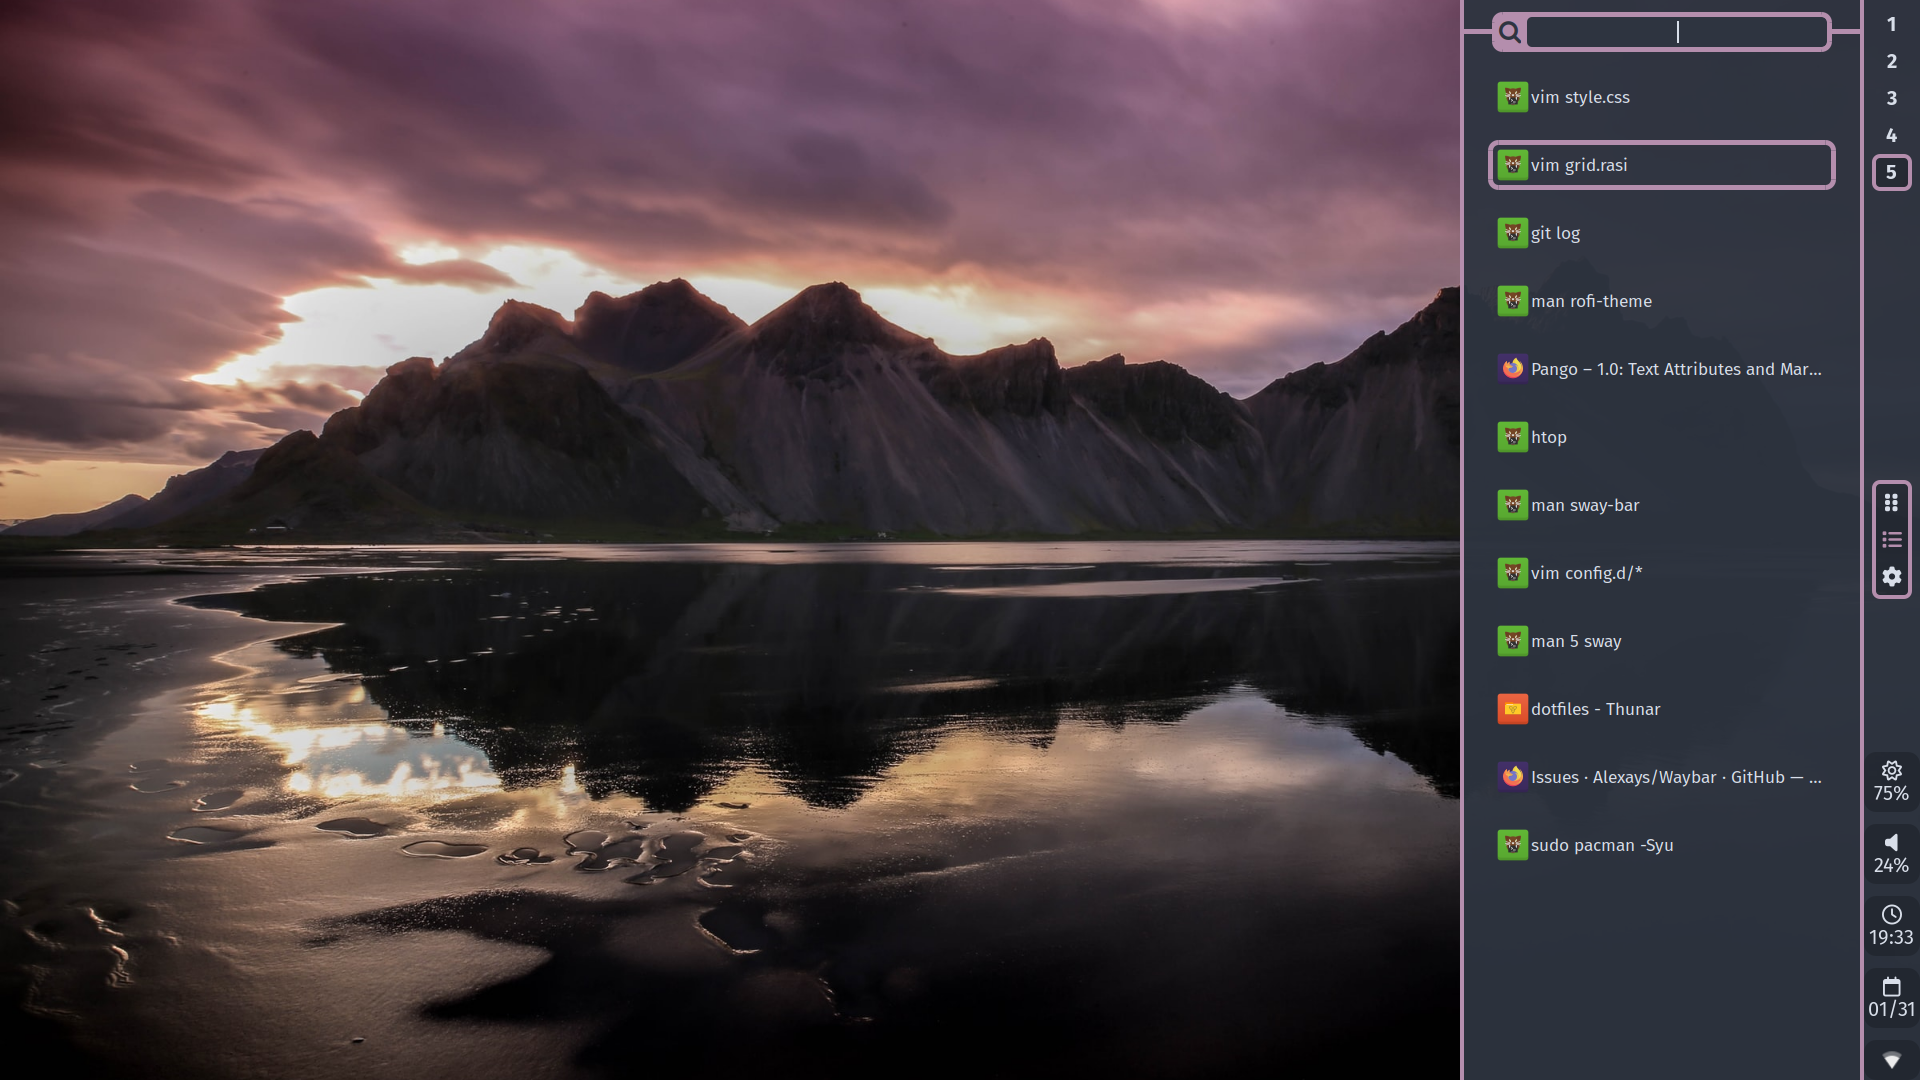 vim style.css
vim grid.rasi
git log
man rofi-theme
Pango – 1.0: Text Attributes and Mar...
htop
man sway-bar
vim config.d/*
man 5 sway
dotfiles - Thunar
Issues · Alexays/Waybar · GitHub — ...
sudo pacman -Syu
1
2
3
4
5
75%
24%
19:33
01/31